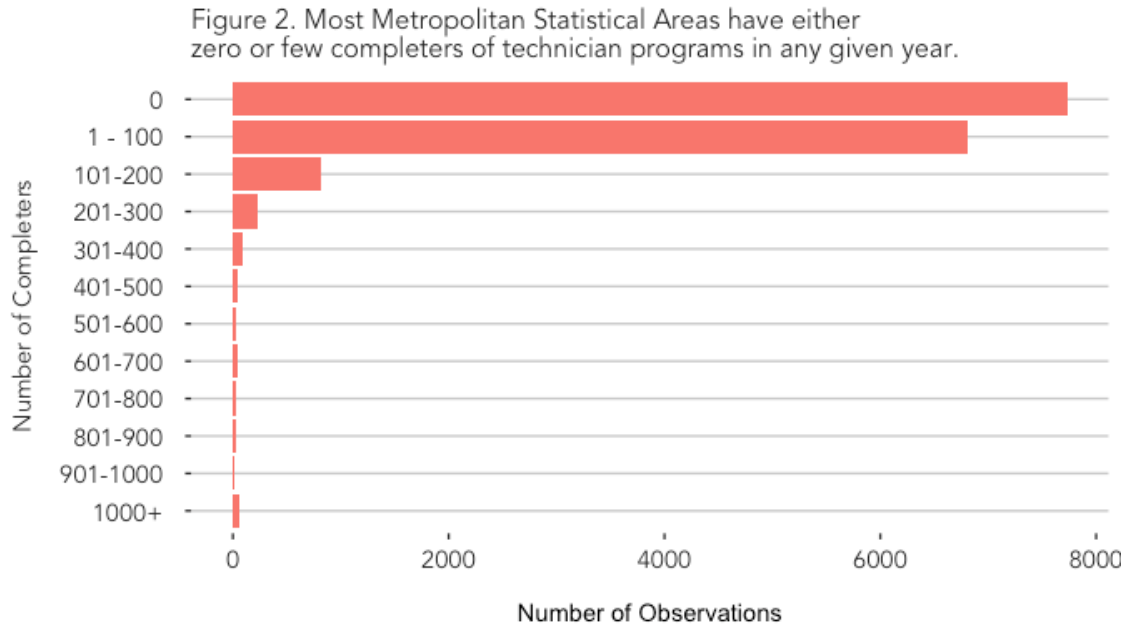 Figure 2. Most Metropolitan Statistical Areas have either
zero or few completers of technician programs in any given year.
Number of Completers
0
1 - 100
101-200
201-300
301-400
401-500
501-600
601-700
701-800
801-900
901-1000
1000+
0 2000 4000 6000 8000
Number of Observations